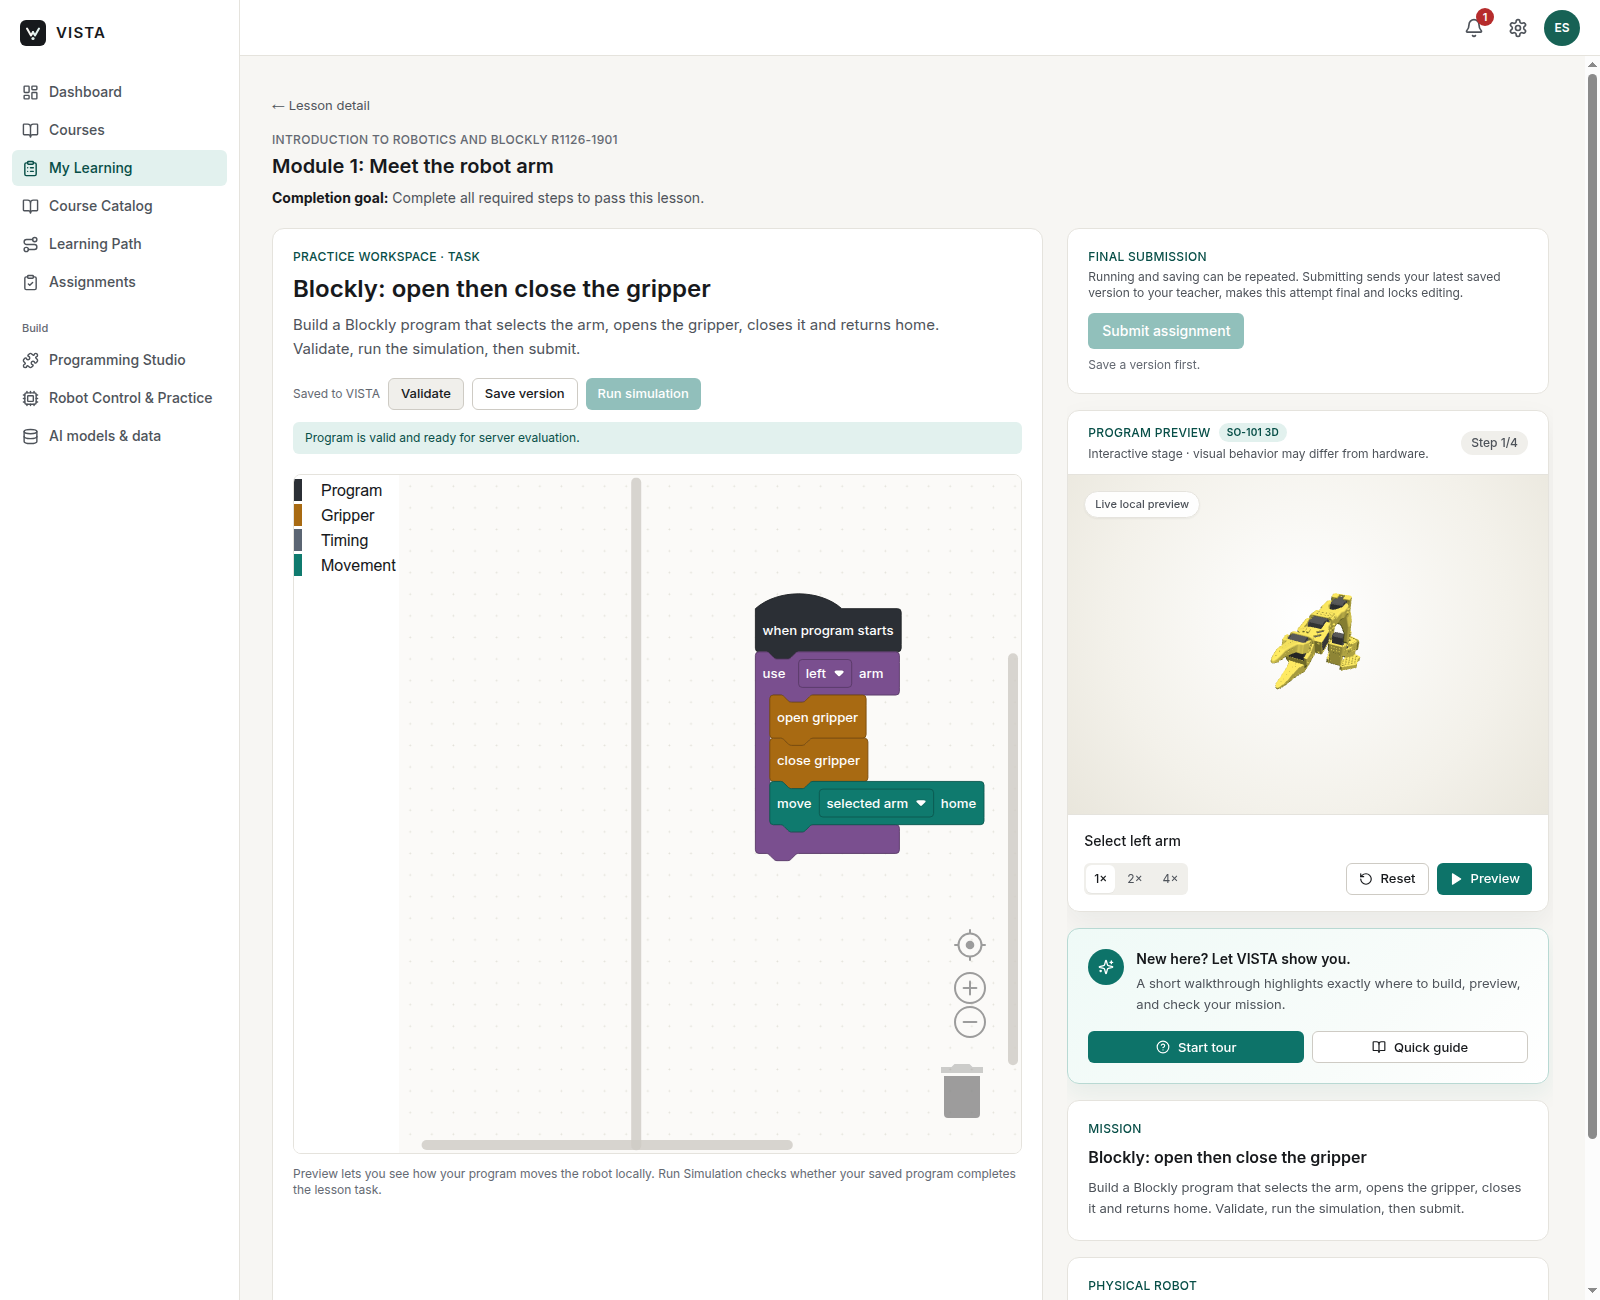 VISTA
1
ES
Dashboard
Courses
My Learning
Course Catalog
Learning Path
Assignments
Build
Programming Studio
Robot Control & Practice
AI models & data
← Lesson detail
INTRODUCTION TO ROBOTICS AND BLOCKLY R1126-1901
Module 1: Meet the robot arm
Completion goal: Complete all required steps to pass this lesson.
PRACTICE WORKSPACE · TASK
Blockly: open then close the gripper
Build a Blockly program that selects the arm, opens the gripper, closes it and returns home.
Validate, run the simulation, then submit.
Saved to VISTA
Validate
Save version
Run simulation
Program is valid and ready for server evaluation.
Program
Gripper
Timing
Movement
when program starts
use left arm
open gripper
close gripper
move selected arm home
Preview lets you see how your program moves the robot locally. Run Simulation checks whether your saved program completes
the lesson task.
FINAL SUBMISSION
Running and saving can be repeated. Submitting sends your latest saved
version to your teacher, makes this attempt final and locks editing.
Submit assignment
Save a version first.
PROGRAM PREVIEW SO-101 3D
Interactive stage · visual behavior may differ from hardware.
Step 1/4
Live local preview
Select left arm
1× 2× 4×
Reset
Preview
New here? Let VISTA show you.
A short walkthrough highlights exactly where to build, preview,
and check your mission.
Start tour
Quick guide
MISSION
Blockly: open then close the gripper
Build a Blockly program that selects the arm, opens the gripper, closes
it and returns home. Validate, run the simulation, then submit.
PHYSICAL ROBOT